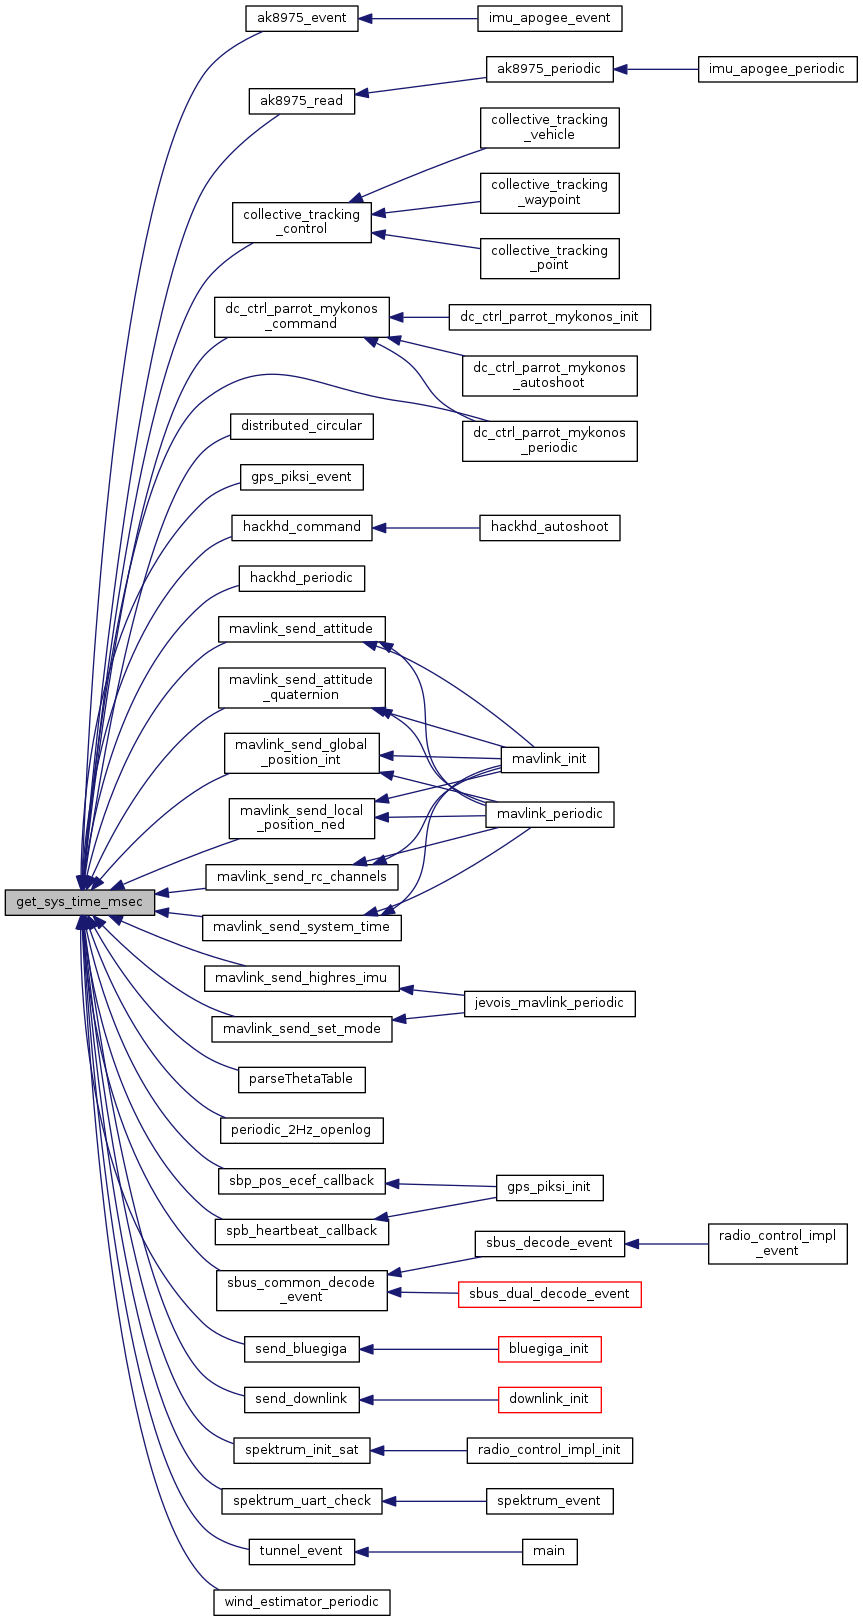 ak8975_event
imu_apogee_event
ak8975_periodic
imu_apogee_periodic
ak8975_read
collective_tracking
_vehicle
collective_tracking
_waypoint
collective_tracking
_control
collective_tracking
_point
dc_ctrl_parrot_mykonos
_command
dc_ctrl_parrot_mykonos_init
dc_ctrl_parrot_mykonos
_autoshoot
distributed_circular
dc_ctrl_parrot_mykonos
_periodic
gps_piksi_event
hackhd_command
hackhd_autoshoot
hackhd_periodic
mavlink_send_attitude
mavlink_send_attitude
_quaternion
mavlink_send_global
_position_int
mavlink_init
mavlink_send_local
_position_ned
mavlink_periodic
mavlink_send_rc_channels
get_sys_time_msec
mavlink_send_system_time
mavlink_send_highres_imu
jevois_mavlink_periodic
mavlink_send_set_mode
parseThetaTable
periodic_2Hz_openlog
sbp_pos_ecef_callback
gps_piksi_init
spb_heartbeat_callback
sbus_decode_event
radio_control_impl
_event
sbus_common_decode
_event
sbus_dual_decode_event
send_bluegiga
bluegiga_init
send_downlink
downlink_init
spektrum_init_sat
radio_control_impl_init
spektrum_uart_check
spektrum_event
tunnel_event
main
wind_estimator_periodic